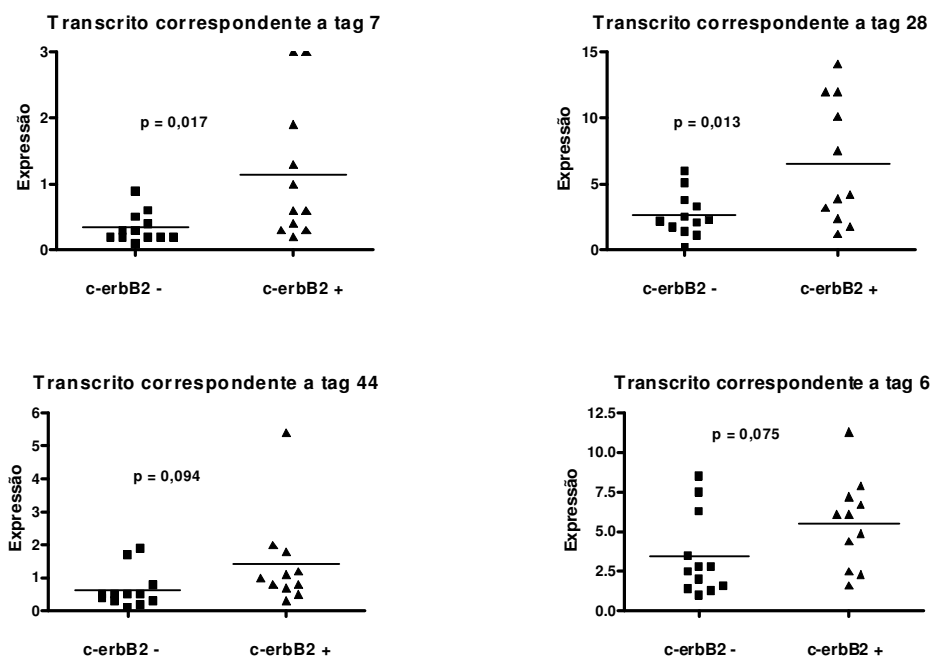 Transcrito correspondente a tag 7
3
2
1
0
Expressão
p = 0,017
c-erbB2 -
c-erbB2 +
Transcrito correspondente a tag 28
15
10
5
0
Expressão
p = 0,013
c-erbB2 -
c-erbB2 +
Transcrito correspondente a tag 44
6
5
4
3
2
1
0
Expressão
p = 0,094
c-erbB2 -
c-erbB2 +
Transcrito correspondente a tag 6
12.5
10.0
7.5
5.0
2.5
0.0
Expressão
p = 0,075
c-erbB2 -
c-erbB2 +